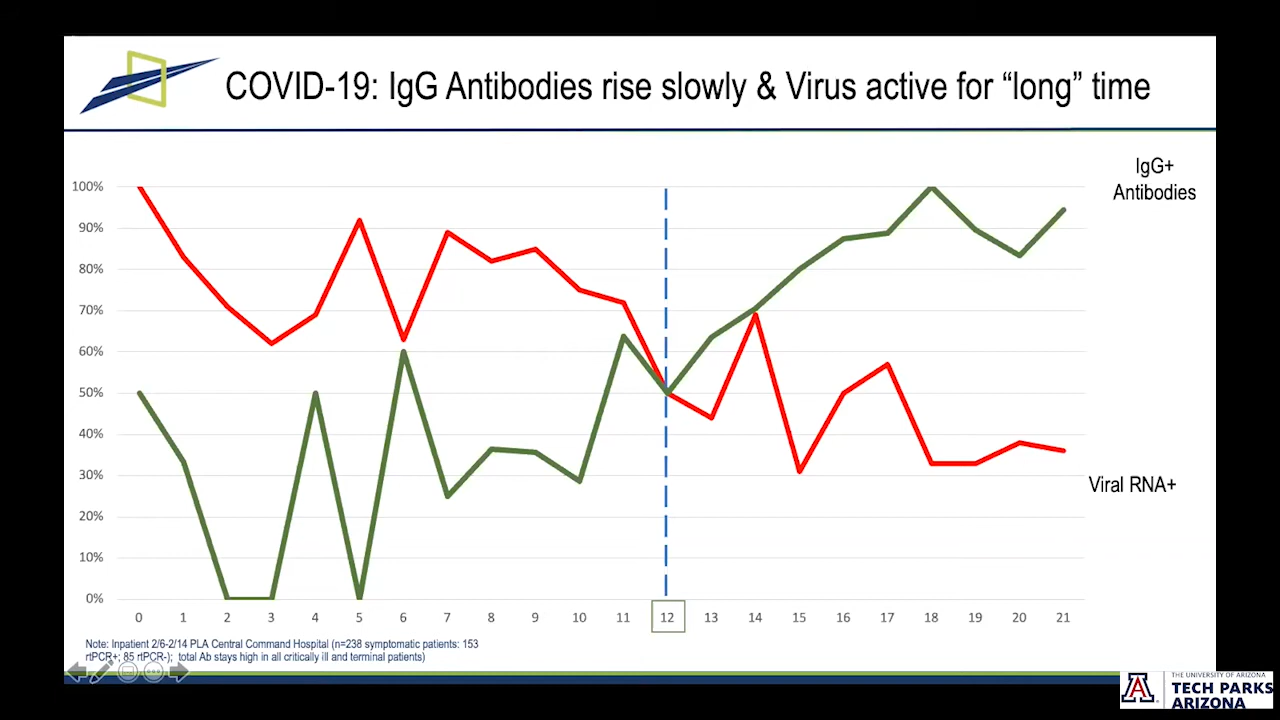 COVID-19: IgG Antibodies rise slowly & Virus active for “long” time
IgG+
Antibodies
100%
90%
80%
70%
60%
50%
40%
30%
20%
10%
0%
Viral RNA+
0 1 2 3 4 5 6 7 8 9 10 11 12 13 14 15 16 17 18 19 20 21
Note: Inpatient 2/6-2/14 PLA Central Command Hospital (n=238 symptomatic patients: 153
rtPCR+; 85 rtPCR-); total Ab stays high in all critically ill and terminal patients)
A
THE UNIVERSITY OF ARIZONA
TECH PARKS
ARIZONA